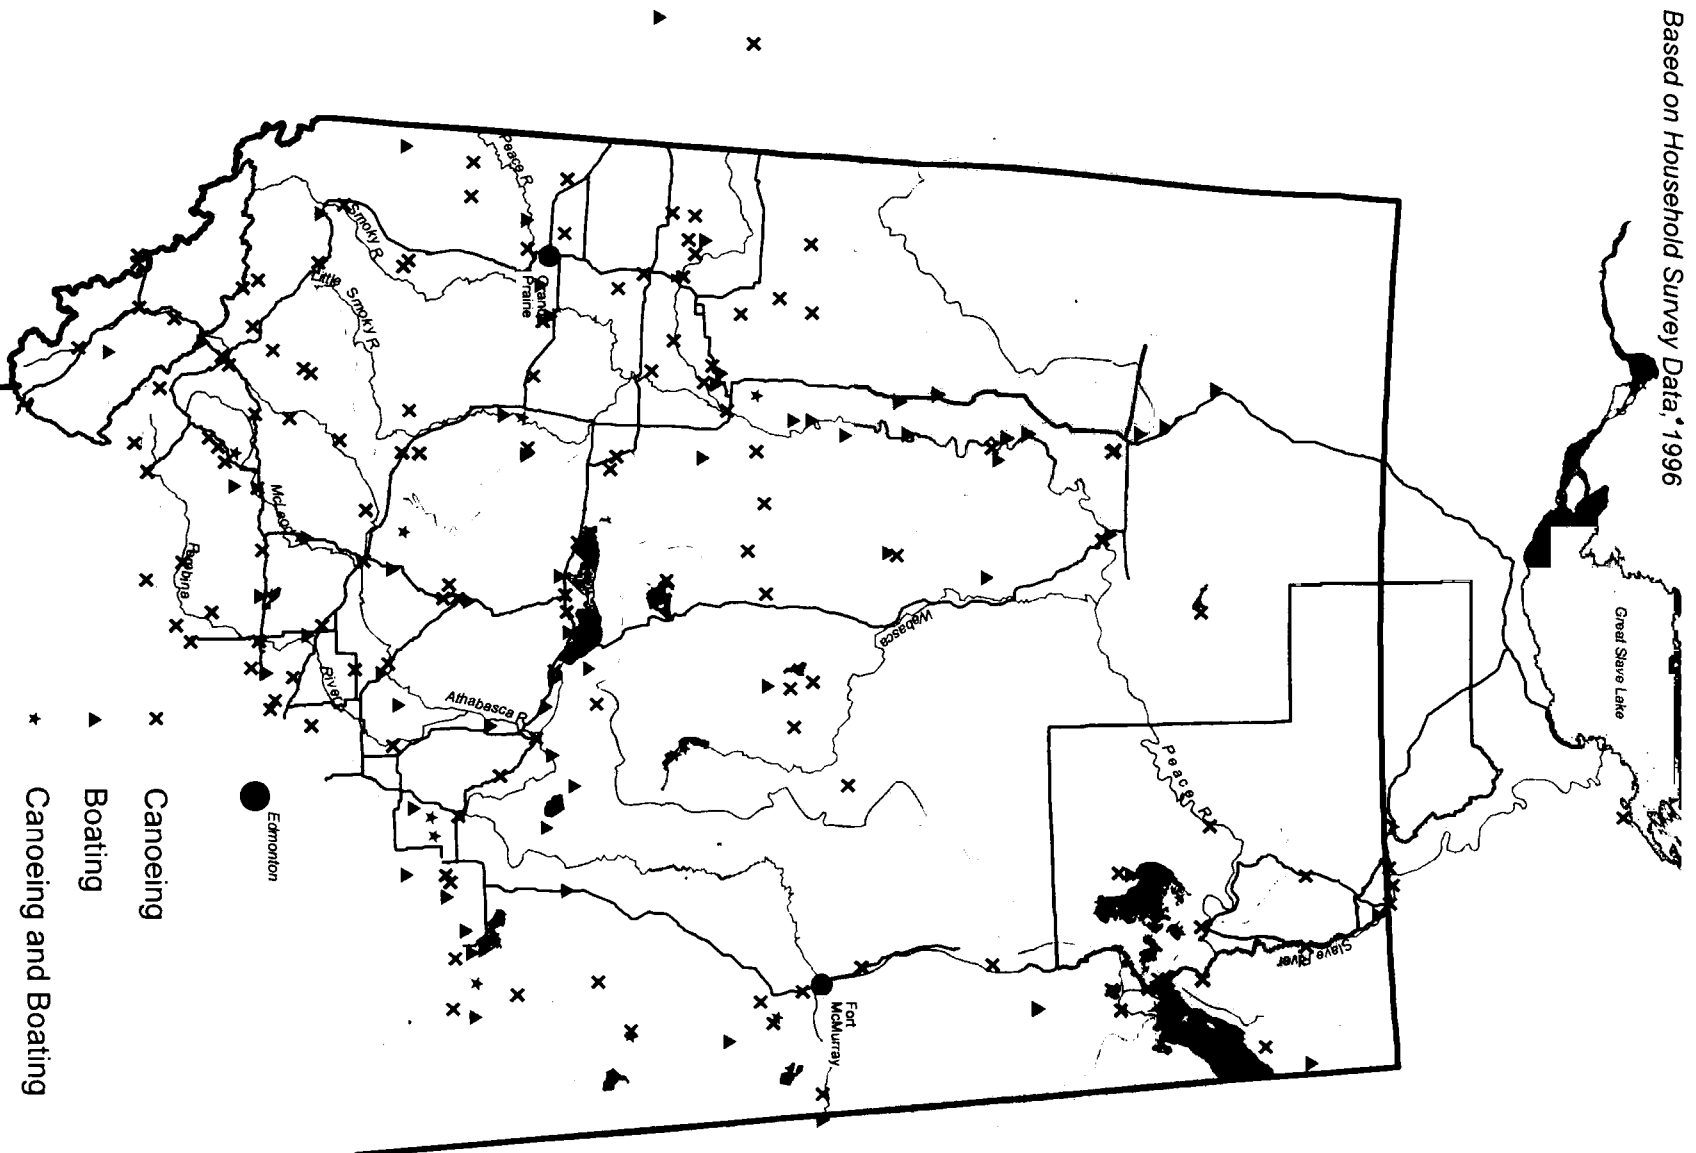 Based on Household Survey Data, 1996
Great Slave Lake
Slave River
Peace R.
Wabasca
Fort
McMurray
Peace R.
Grande
Prairie
Smoky R.
Little Smoky R.
Athabasca R.
McLeod
Pembina
River
Edmonton
Canoeing
Boating
Canoeing and Boating